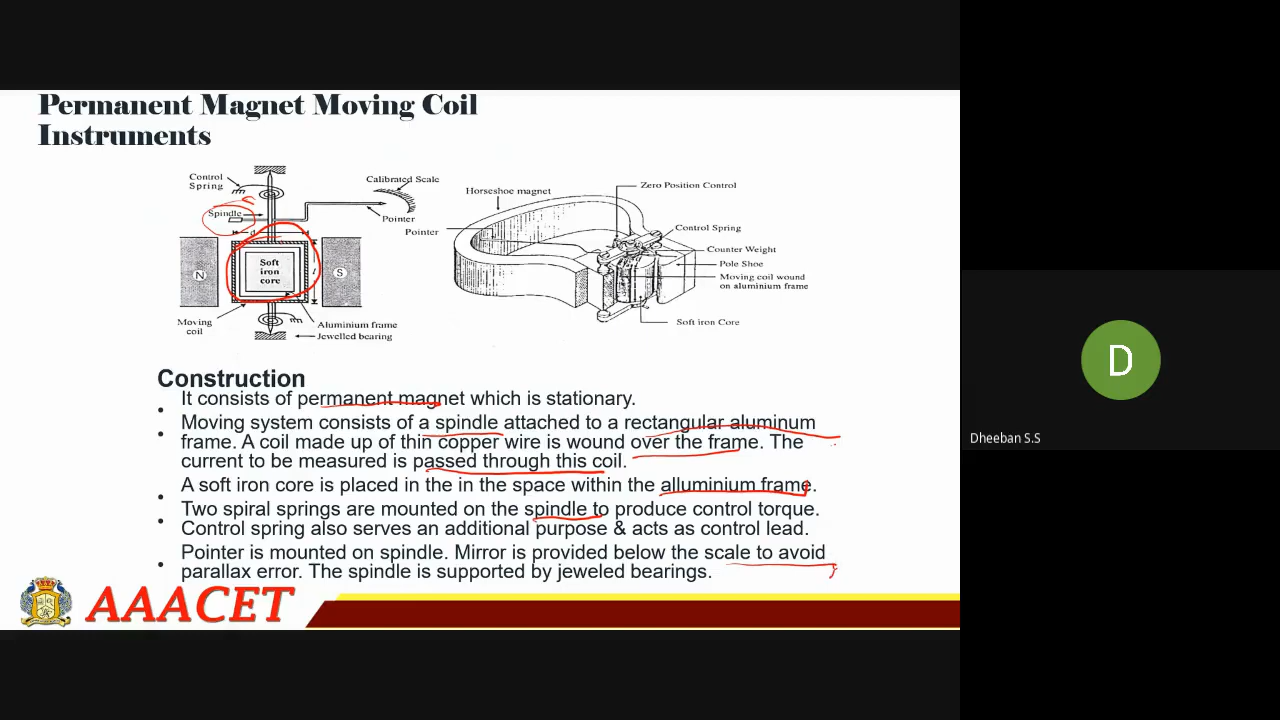 Permanent Magnet Moving Coil
Instruments
Control
Spring
Calibrated Scale
Spindle
Pointer
d
N
Soft
iron
core
l
S
Moving
coil
Aluminium frame
Jewelled bearing
Horseshoe magnet
Zero Position Control
Pointer
Control Spring
Counter Weight
Pole Shoe
Moving coil wound
on aluminium frame
Soft iron Core
Construction
• It consists of permanent magnet which is stationary.
• Moving system consists of a spindle attached to a rectangular aluminum
frame. A coil made up of thin copper wire is wound over the frame. The
current to be measured is passed through this coil.
• A soft iron core is placed in the in the space within the alluminium frame.
• Two spiral springs are mounted on the spindle to produce control torque.
Control spring also serves an additional purpose & acts as control lead.
• Pointer is mounted on spindle. Mirror is provided below the scale to avoid
parallax error. The spindle is supported by jeweled bearings.
AAACET
D
Dheeban S.S